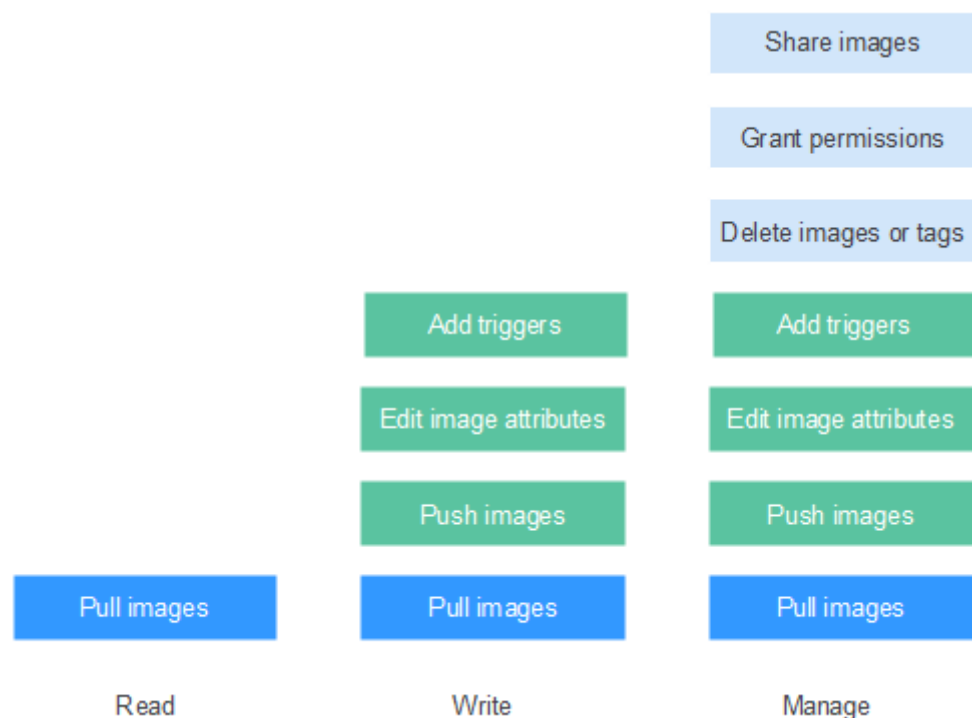 Share images
Grant permissions
Delete images or tags
Add triggers
Add triggers
Edit image attributes
Edit image attributes
Push images
Push images
Pull images
Pull images
Pull images
Read
Write
Manage